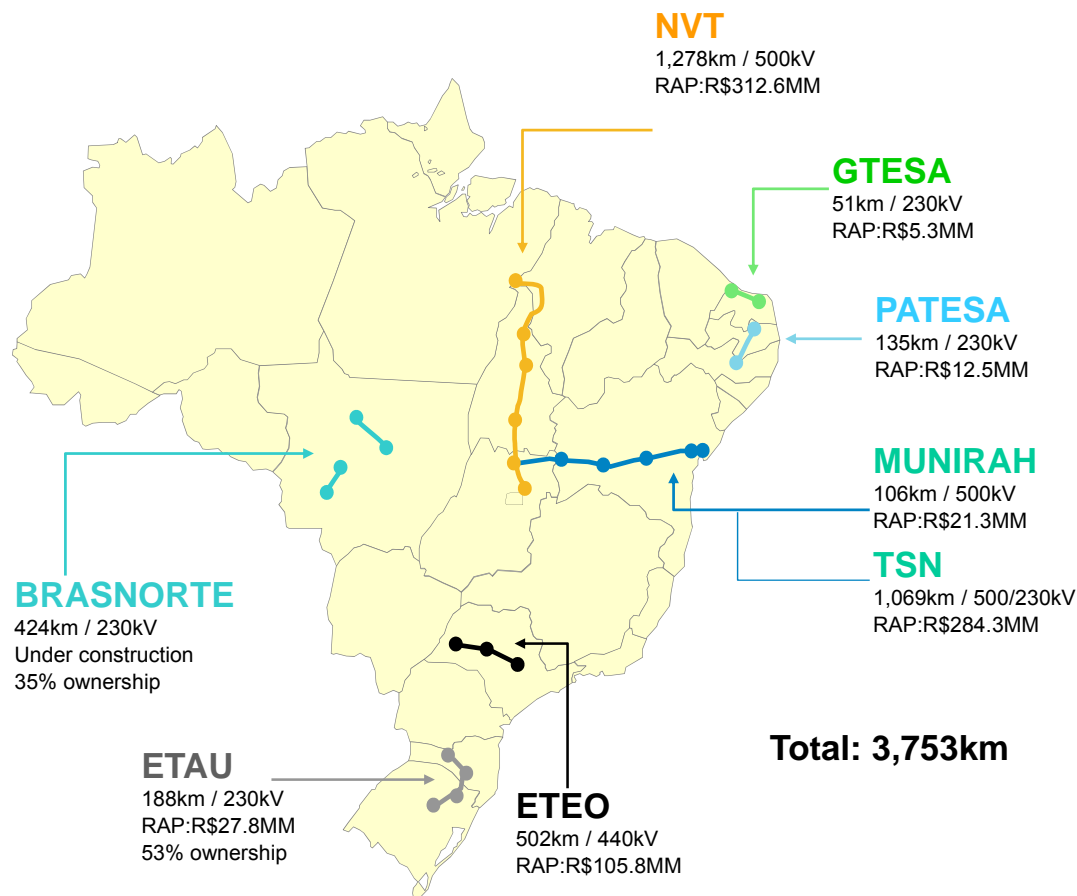 NVT
1,278km / 500kV
RAP:R$312.6MM
GTESA
51km / 230kV
RAP:R$5.3MM
PATESA
135km / 230kV
RAP:R$12.5MM
MUNIRAH
106km / 500kV
RAP:R$21.3MM
TSN
1,069km / 500/230kV
RAP:R$284.3MM
BRASNORTE
424km / 230kV
Under construction
35% ownership
Total: 3,753km
ETAU
188km / 230kV
RAP:R$27.8MM
53% ownership
ETEO
502km / 440kV
RAP:R$105.8MM